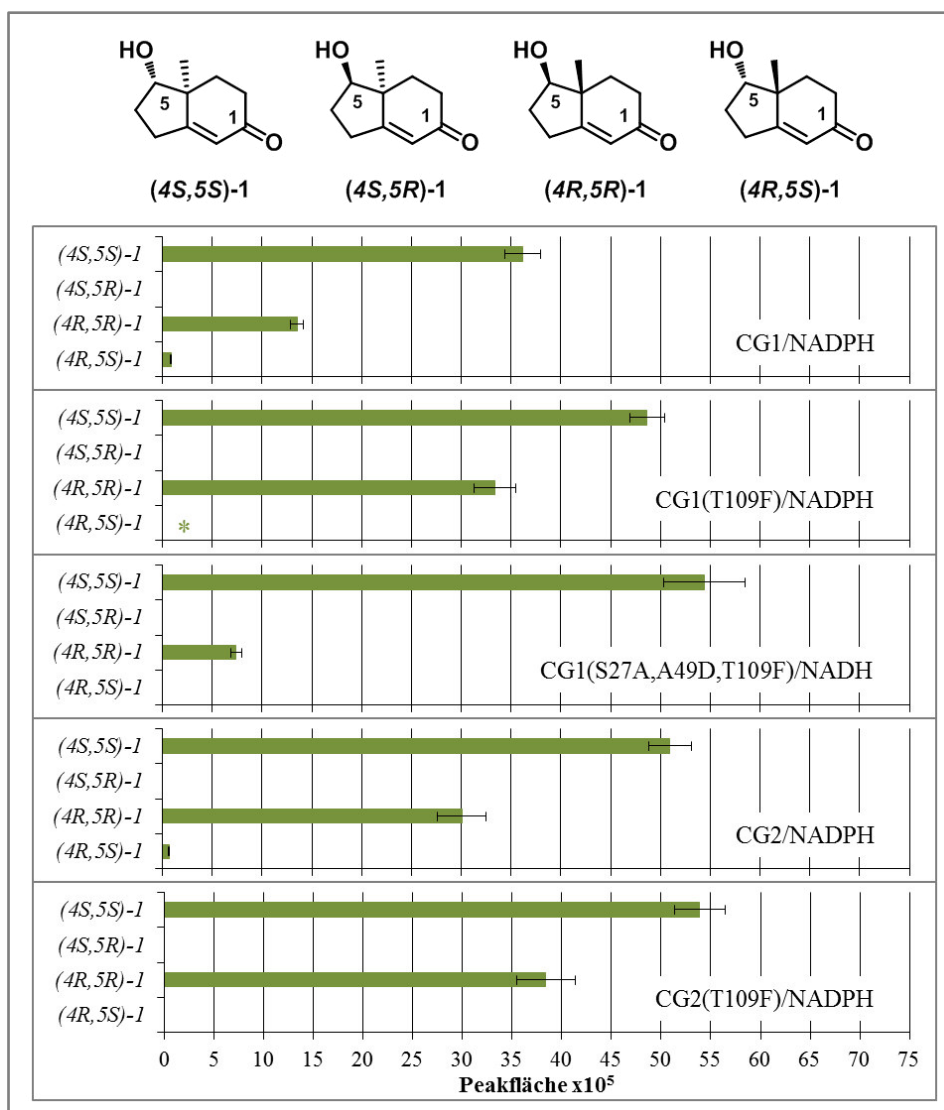 HO HO HO HO
5 1 O 5 1 O 5 1 O 5 1 O
(4S,5S)-1 (4S,5R)-1 (4R,5R)-1 (4R,5S)-1
(4S,5S)-1
(4S,5R)-1
(4R,5R)-1
(4R,5S)-1
CG1/NADPH
(4S,5S)-1
(4S,5R)-1
(4R,5R)-1
(4R,5S)-1 *
CG1(T109F)/NADPH
(4S,5S)-1
(4S,5R)-1
(4R,5R)-1
(4R,5S)-1
CG1(S27A,A49D,T109F)/NADH
(4S,5S)-1
(4S,5R)-1
(4R,5R)-1
(4R,5S)-1
CG2/NADPH
(4S,5S)-1
(4S,5R)-1
(4R,5R)-1
(4R,5S)-1
CG2(T109F)/NADPH
0 5 10 15 20 25 30 35 40 45 50 55 60 65 70 75
Peakfläche x10⁵